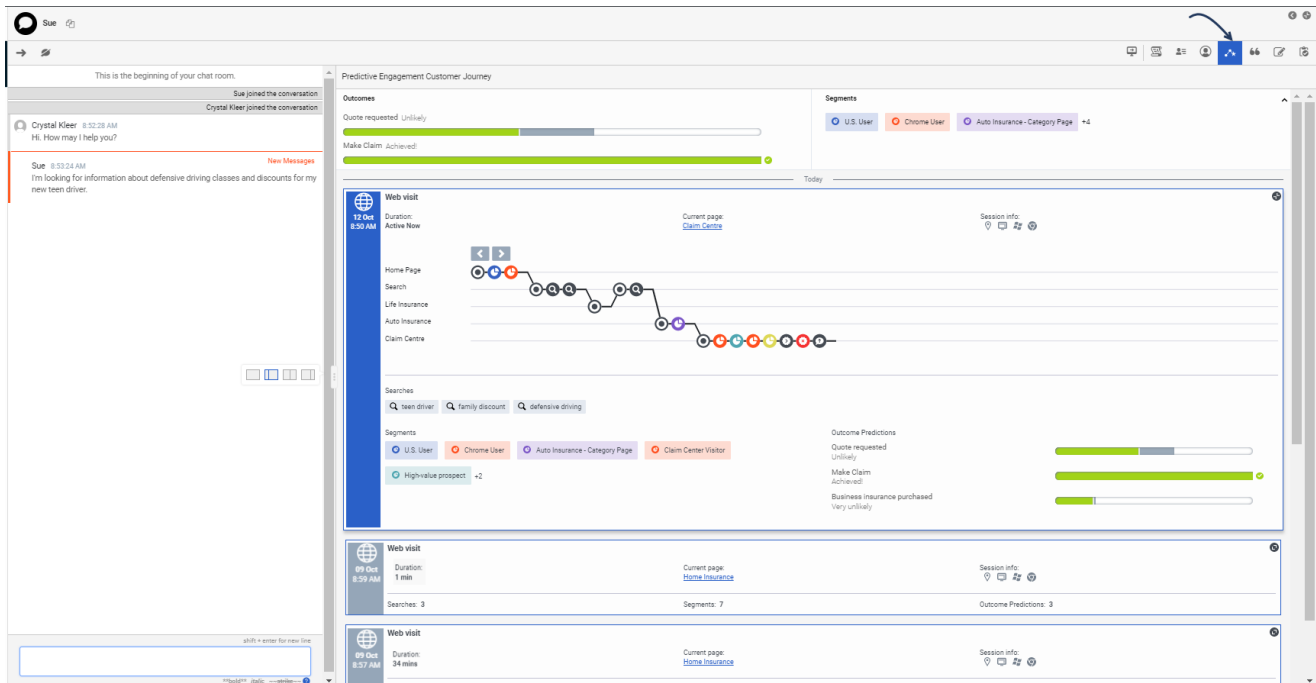 Sue
This is the beginning of your chat room.
Sue joined the conversation
Crystal Kleer joined the conversation
Crystal Kleer 8:52:28 AM
Hi. How may I help you?
New Messages
Sue 8:53:24 AM
I'm looking for information about defensive driving classes and discounts for my
new teen driver.
shift + enter for new line
**bold** _italic_ ~~strike~~ ?
Predictive Engagement Customer Journey
Outcomes
Quote requested Unlikely
Make Claim Achieved!
Segments
U.S. User Chrome User Auto Insurance - Category Page +4
Today
12 Oct
8:50 AM
Web visit
Duration: Current page: Session info:
Active Now Claim Centre
Home Page
Search
Life Insurance
Auto Insurance
Claim Centre
Searches
teen driver family discount defensive driving
Segments
U.S. User Chrome User Auto Insurance - Category Page Claim Center Visitor
High-value prospect +2
Outcome Predictions
Quote requested
Unlikely
Make Claim
Achieved!
Business insurance purchased
Very unlikely
09 Oct
8:59 AM
Web visit
Duration: Current page: Session info:
1 min Home Insurance
Searches: 3 Segments: 7 Outcome Predictions: 3
09 Oct
8:57 AM
Web visit
Duration: Current page: Session info:
34 mins Home Insurance